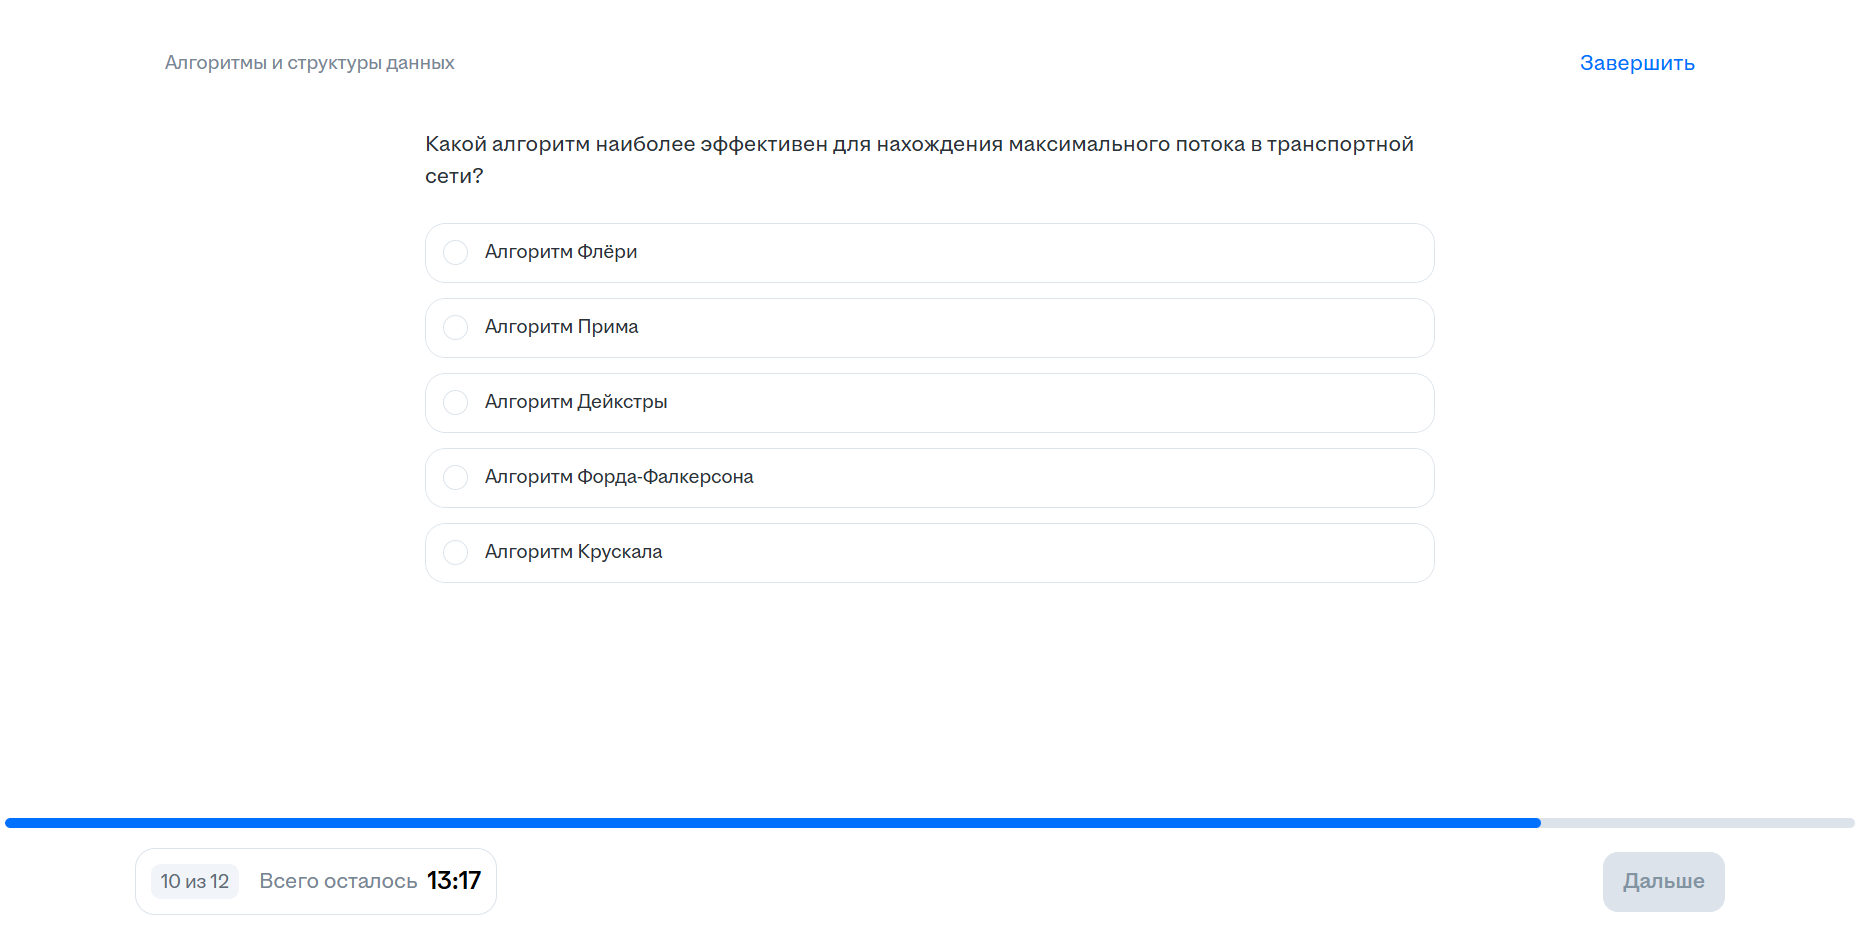 Алгоритмы и структуры данных
Завершить
Какой алгоритм наиболее эффективен для нахождения максимального потока в транспортной
сети?
Алгоритм Флёри
Алгоритм Прима
Алгоритм Дейкстры
Алгоритм Форда-Фалкерсона
Алгоритм Крускала
10 из 12
Всего осталось 13:17
Дальше